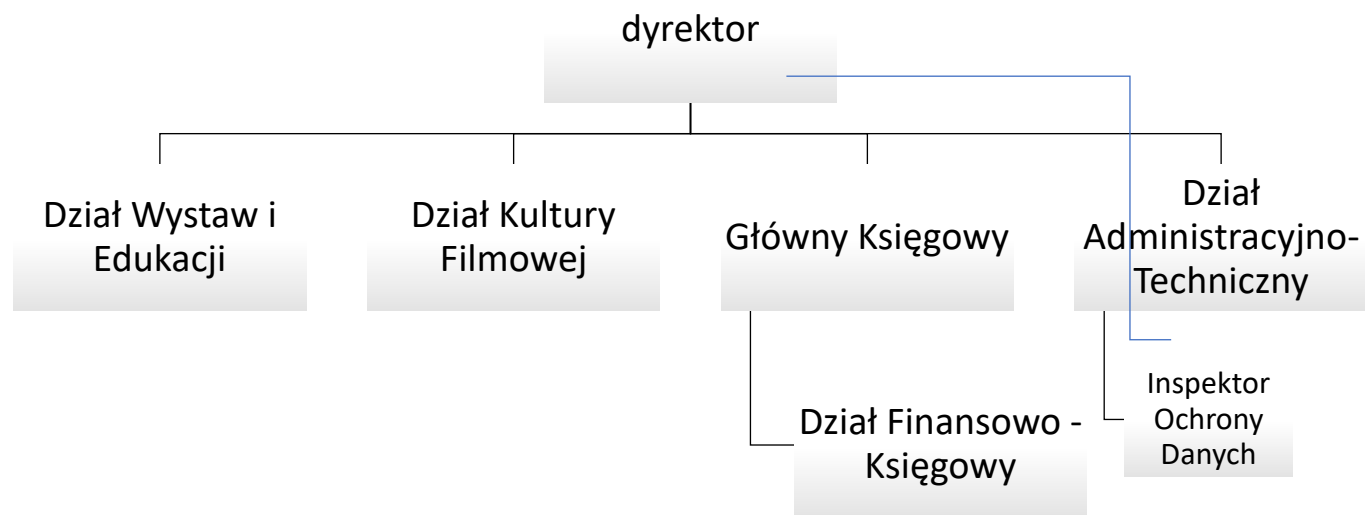 dyrektor
Dział Wystaw i
Edukacji
Dział Kultury
Filmowej
Główny Księgowy
Dział
Administracyjno-
Techniczny
Dział Finansowo -
Księgowy
Inspektor
Ochrony
Danych